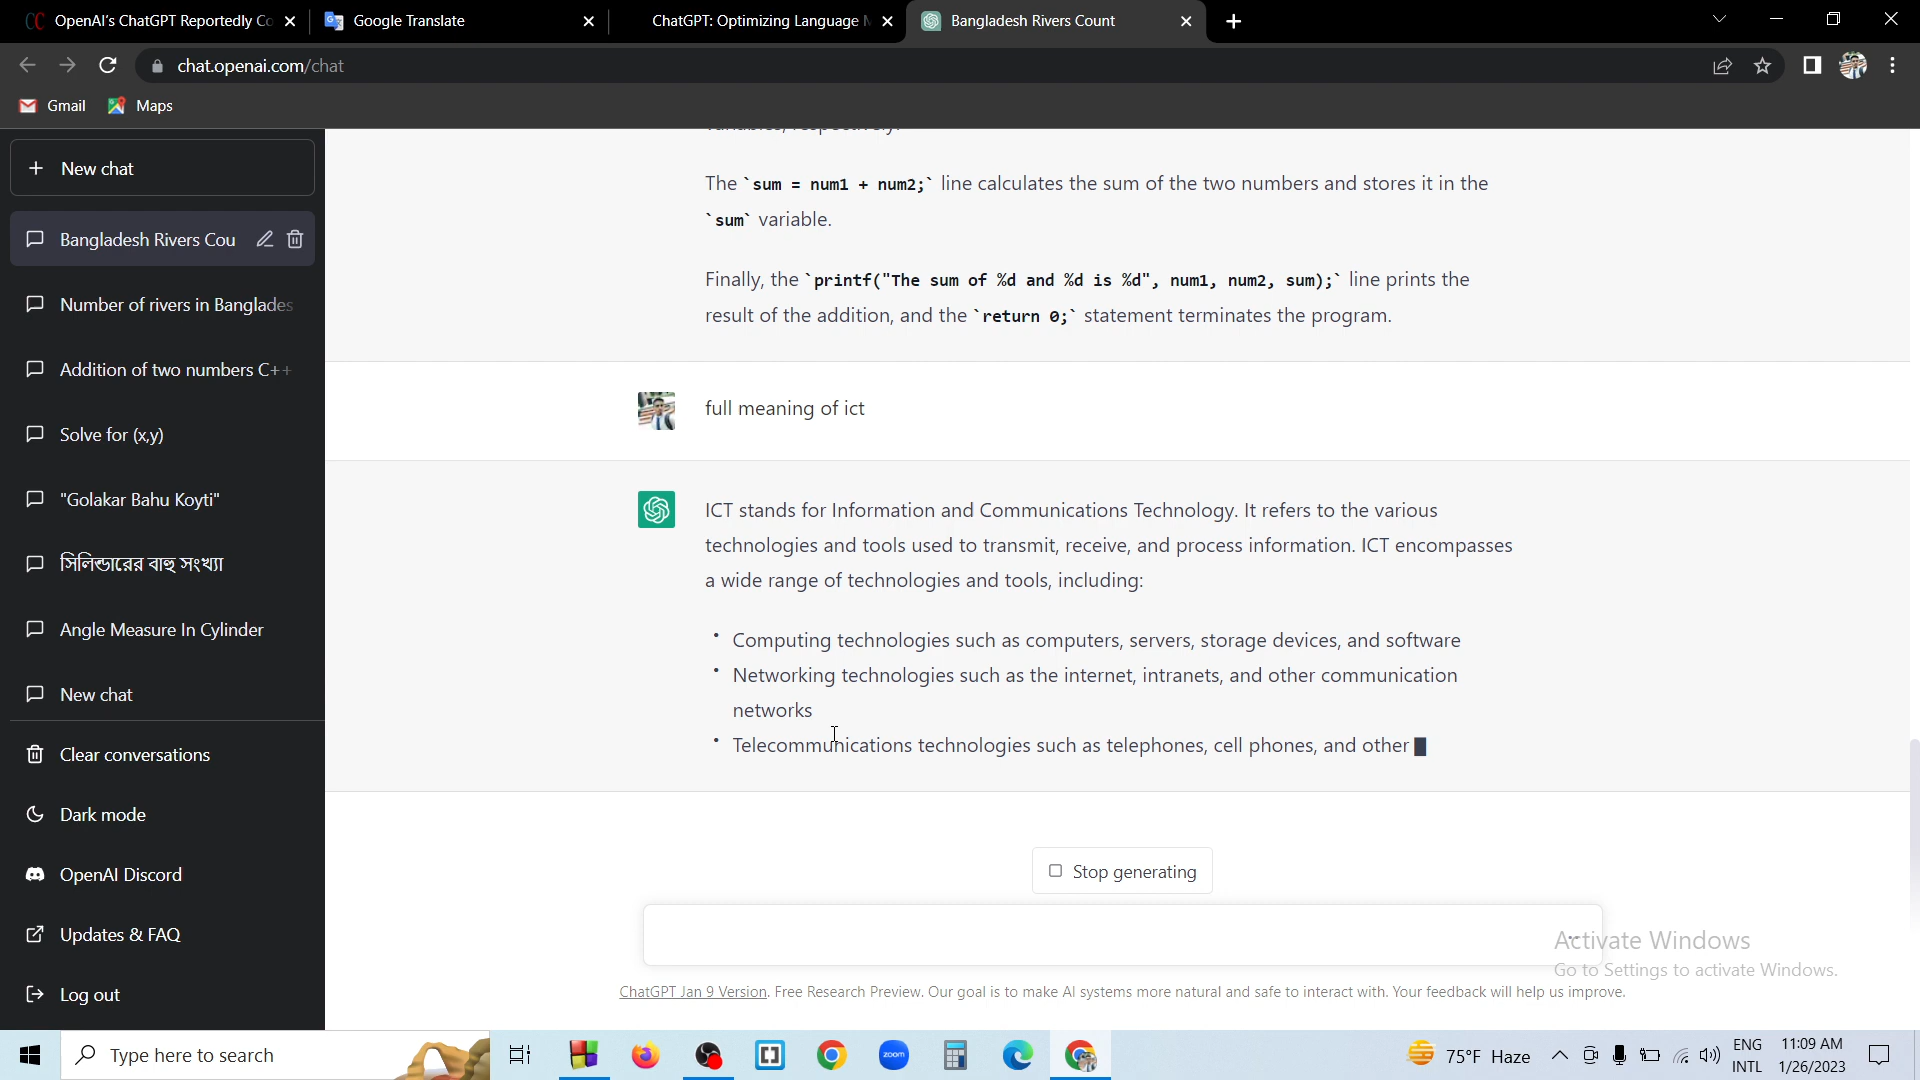 OpenAI's ChatGPT Reportedly Co
Google Translate
ChatGPT: Optimizing Language
Bangladesh Rivers Count
chat.openai.com/chat
Gmail
Maps
New chat
Bangladesh Rivers Cou
Number of rivers in Banglades
Addition of two numbers C++
Solve for (x,y)
"Golakar Bahu Koyti"
সিলিন্ডারের বাহু সংখ্যা
Angle Measure In Cylinder
New chat
Clear conversations
Dark mode
OpenAI Discord
Updates & FAQ
Log out
variables, respectively.
The `sum = num1 + num2;` line calculates the sum of the two numbers and stores it in the
`sum` variable.
Finally, the `printf("The sum of %d and %d is %d", num1, num2, sum);` line prints the
result of the addition, and the `return 0;` statement terminates the program.
full meaning of ict
ICT stands for Information and Communications Technology. It refers to the various
technologies and tools used to transmit, receive, and process information. ICT encompasses
a wide range of technologies and tools, including:
• Computing technologies such as computers, servers, storage devices, and software
• Networking technologies such as the internet, intranets, and other communication
networks
• Telecommunications technologies such as telephones, cell phones, and other
Stop generating
Activate Windows
Go to Settings to activate Windows.
ChatGPT Jan 9 Version. Free Research Preview. Our goal is to make AI systems more natural and safe to interact with. Your feedback will help us improve.
Type here to search
zoom
75°F Haze
ENG
INTL
11:09 AM
1/26/2023